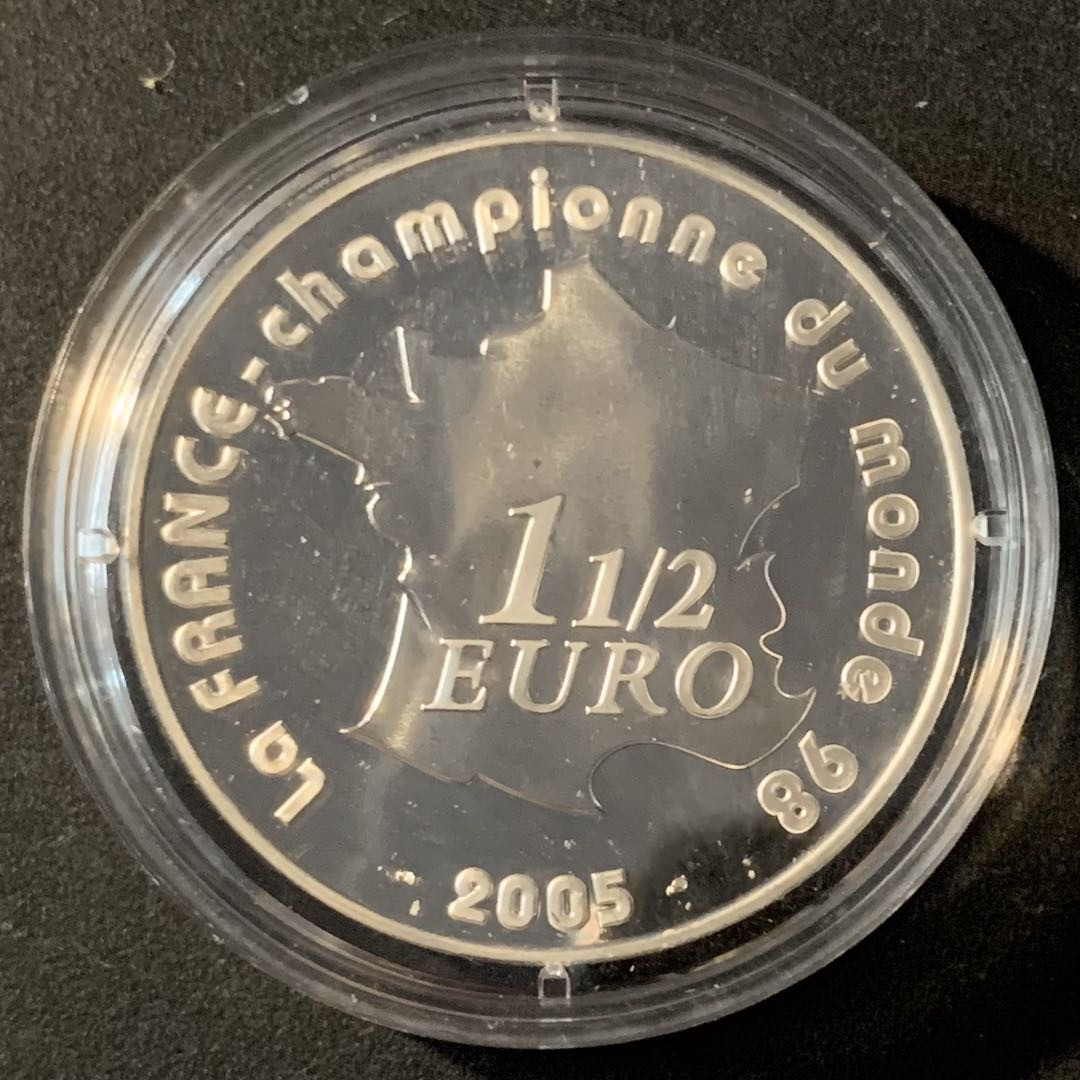 La FRANCE-championne du monde 98
1 1/2
EURO
2005